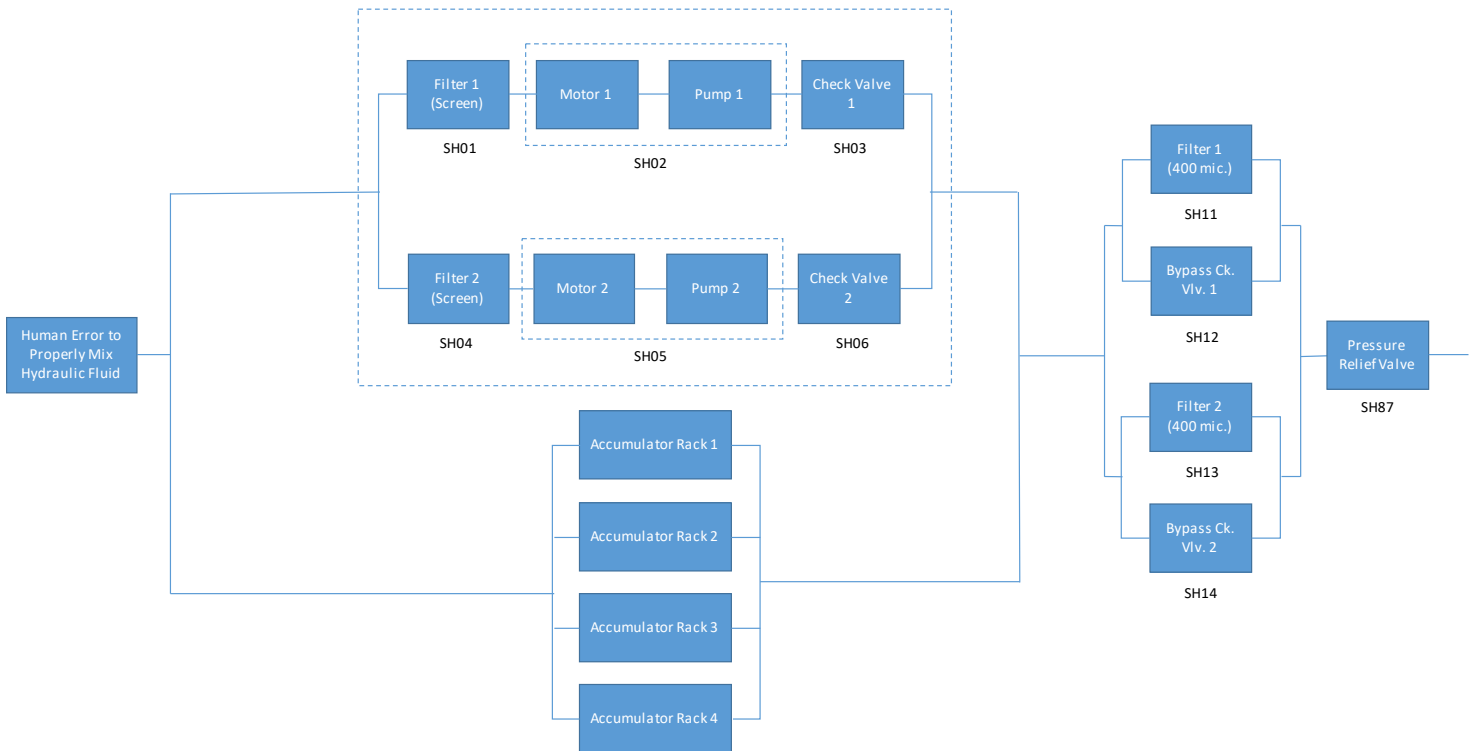 Human Error to
Properly Mix
Hydraulic Fluid
Filter 1
(Screen)
SH01
Motor 1
Pump 1
SH02
Check Valve
1
SH03
Filter 2
(Screen)
SH04
Motor 2
Pump 2
SH05
Check Valve
2
SH06
Accumulator Rack 1
Accumulator Rack 2
Accumulator Rack 3
Accumulator Rack 4
Filter 1
(400 mic.)
SH11
Bypass Ck.
Vlv. 1
SH12
Filter 2
(400 mic.)
SH13
Bypass Ck.
Vlv. 2
SH14
Pressure
Relief Valve
SH87